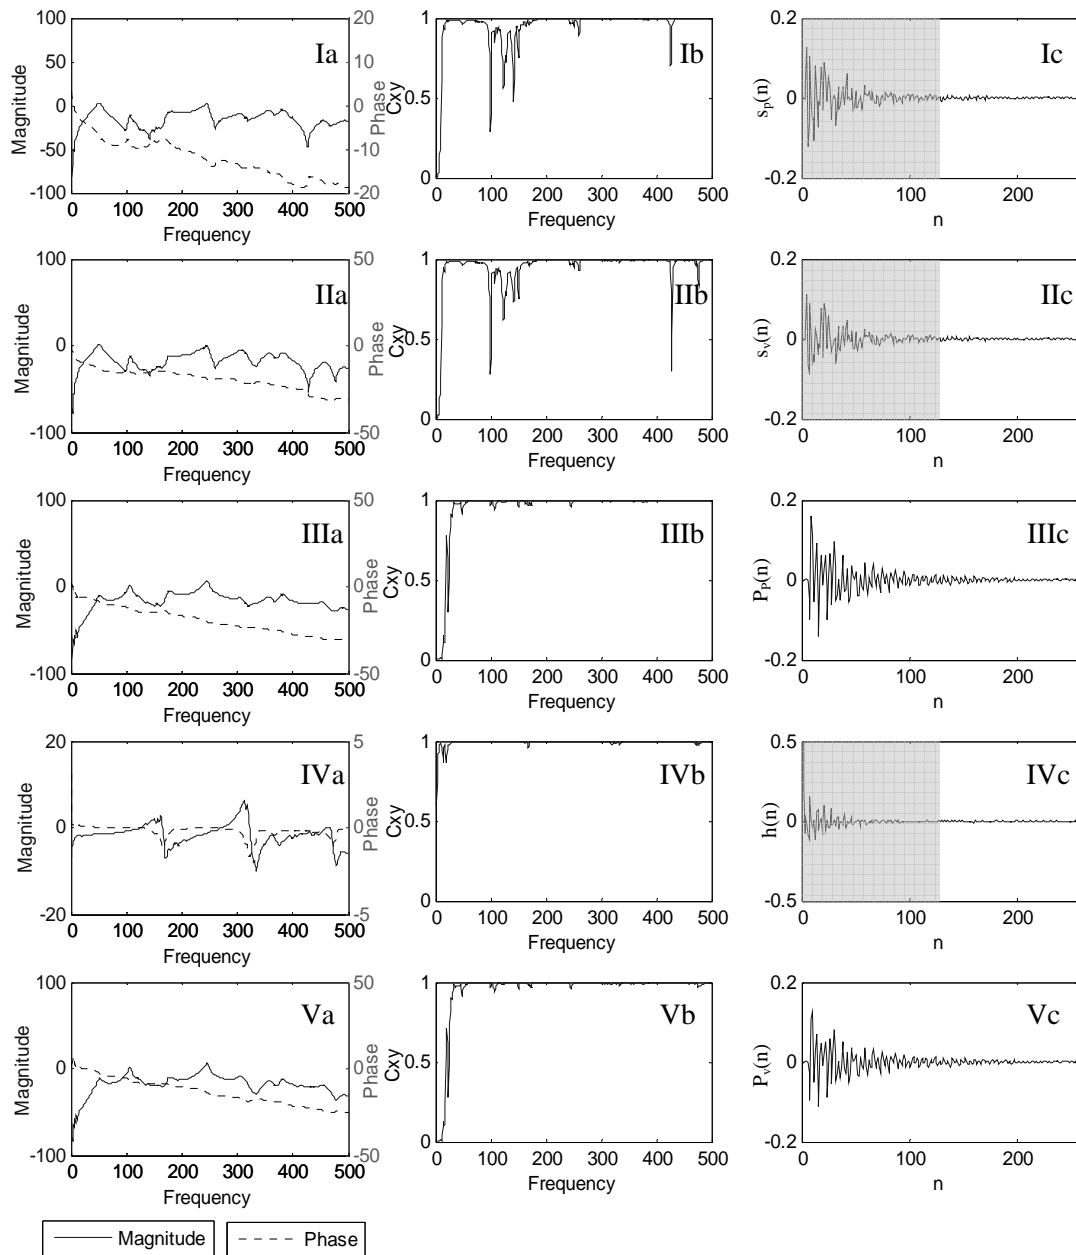 100
50
0
-50
-100
Magnitude
20
10
0
-10
-20
Phase
Ia
0 100 200 300 400 500
Frequency
1
0.5
0
Cxy
Ib
0 100 200 300 400 500
Frequency
0.2
0
-0.2
sp(n)
Ic
0 100 200
n
100
0
-100
Magnitude
50
0
-50
Phase
IIa
0 100 200 300 400 500
Frequency
1
0.5
0
Cxy
IIb
0 100 200 300 400 500
Frequency
0.2
0
-0.2
sv(n)
IIc
0 100 200
n
100
0
-100
Magnitude
50
0
-50
Phase
IIIa
0 100 200 300 400 500
Frequency
1
0.5
0
Cxy
IIIb
0 100 200 300 400 500
Frequency
0.2
0
-0.2
PP(n)
IIIc
0 100 200
n
20
0
-20
Magnitude
5
0
-5
Phase
IVa
0 100 200 300 400 500
Frequency
1
0.5
0
Cxy
IVb
0 100 200 300 400 500
Frequency
0.5
0
-0.5
h(n)
IVc
0 100 200
n
100
0
-100
Magnitude
50
0
-50
Phase
Va
0 100 200 300 400 500
Frequency
1
0.5
0
Cxy
Vb
0 100 200 300 400 500
Frequency
0.2
0
-0.2
Pv(n)
Vc
0 100 200
n
Magnitude
Phase